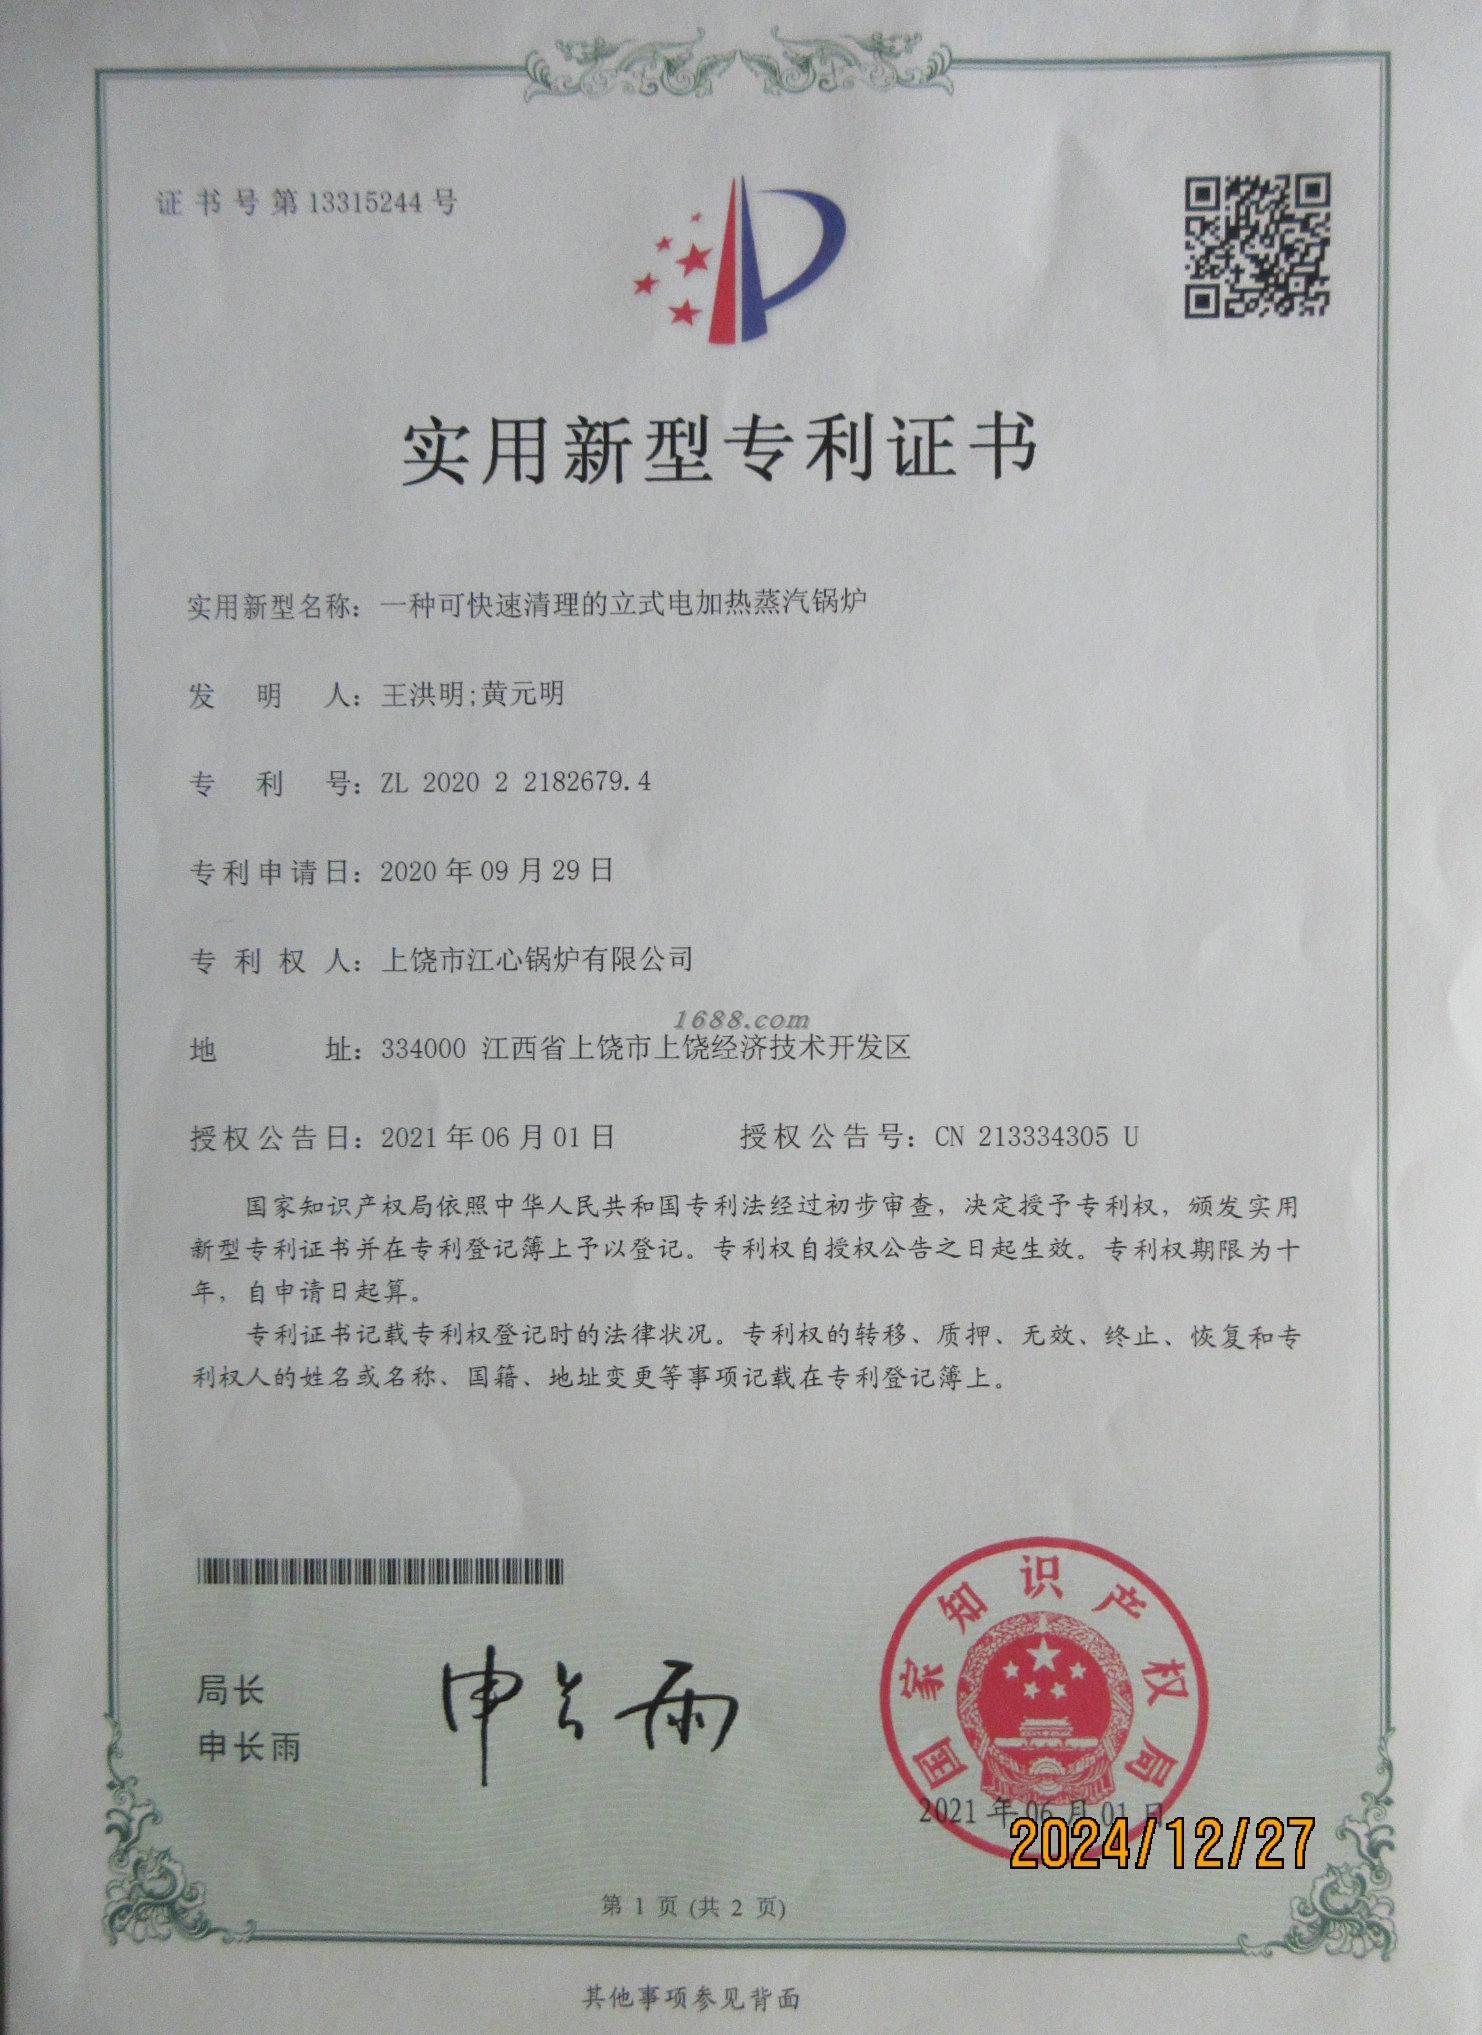 证书号第13315244号
实用新型专利证书
实用新型名称：一种可快速清理的立式电加热蒸汽锅炉
发明人：王洪明;黄元明
专利号：ZL 2020 2 2182679.4
专利申请日：2020年09月29日
专利权人：上饶市江心锅炉有限公司
1688.com
地址：334000 江西省上饶市上饶经济技术开发区
授权公告日：2021年06月01日 授权公告号：CN 213334305 U
国家知识产权局依照中华人民共和国专利法经过初步审查，决定授予专利权，颁发实用
新型专利证书并在专利登记簿上予以登记。专利权自授权公告之日起生效。专利权期限为十
年，自申请日起算。
专利证书记载专利权登记时的法律状况。专利权的转移、质押、无效、终止、恢复和专
利权人的姓名或名称、国籍、地址变更等事项记载在专利登记簿上。
局长
申长雨
申长雨
国家知识产权局
2021年06月01日
2024/12/27
第 1 页 (共 2 页)
其他事项参见背面